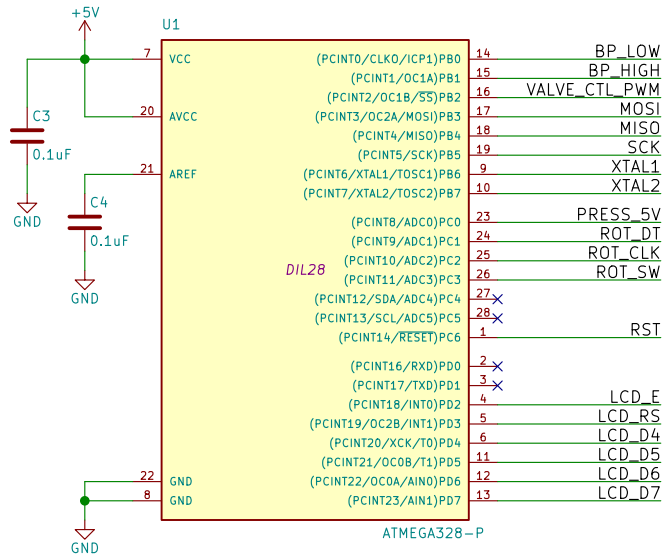 +5V
U1
7 VCC (PCINT0/CLKO/ICP1)PB0 14 BP_LOW
(PCINT1/OC1A)PB1 15 BP_HIGH
(PCINT2/OC1B/SS)PB2 16 VALVE_CTL_PWM
20 AVCC (PCINT3/OC2A/MOSI)PB3 17 MOSI
C3
(PCINT4/MISO)PB4 18 MISO
0.1uF
(PCINT5/SCK)PB5 19 SCK
21 AREF (PCINT6/XTAL1/TOSC1)PB6 9 XTAL1
(PCINT7/XTAL2/TOSC2)PB7 10 XTAL2
GND
C4
(PCINT8/ADC0)PC0 23 PRESS_5V
0.1uF
(PCINT9/ADC1)PC1 24 ROT_DT
(PCINT10/ADC2)PC2 25 ROT_CLK
DIL28
(PCINT11/ADC3)PC3 26 ROT_SW
GND
(PCINT12/SDA/ADC4)PC4 27
(PCINT13/SCL/ADC5)PC5 28
(PCINT14/RESET)PC6 1 RST
(PCINT16/RXD)PD0 2
(PCINT17/TXD)PD1 3
(PCINT18/INT0)PD2 4 LCD_E
(PCINT19/OC2B/INT1)PD3 5 LCD_RS
(PCINT20/XCK/T0)PD4 6 LCD_D4
(PCINT21/OC0B/T1)PD5 11 LCD_D5
22 GND (PCINT22/OC0A/AIN0)PD6 12 LCD_D6
8 GND (PCINT23/AIN1)PD7 13 LCD_D7
ATMEGA328-P
GND